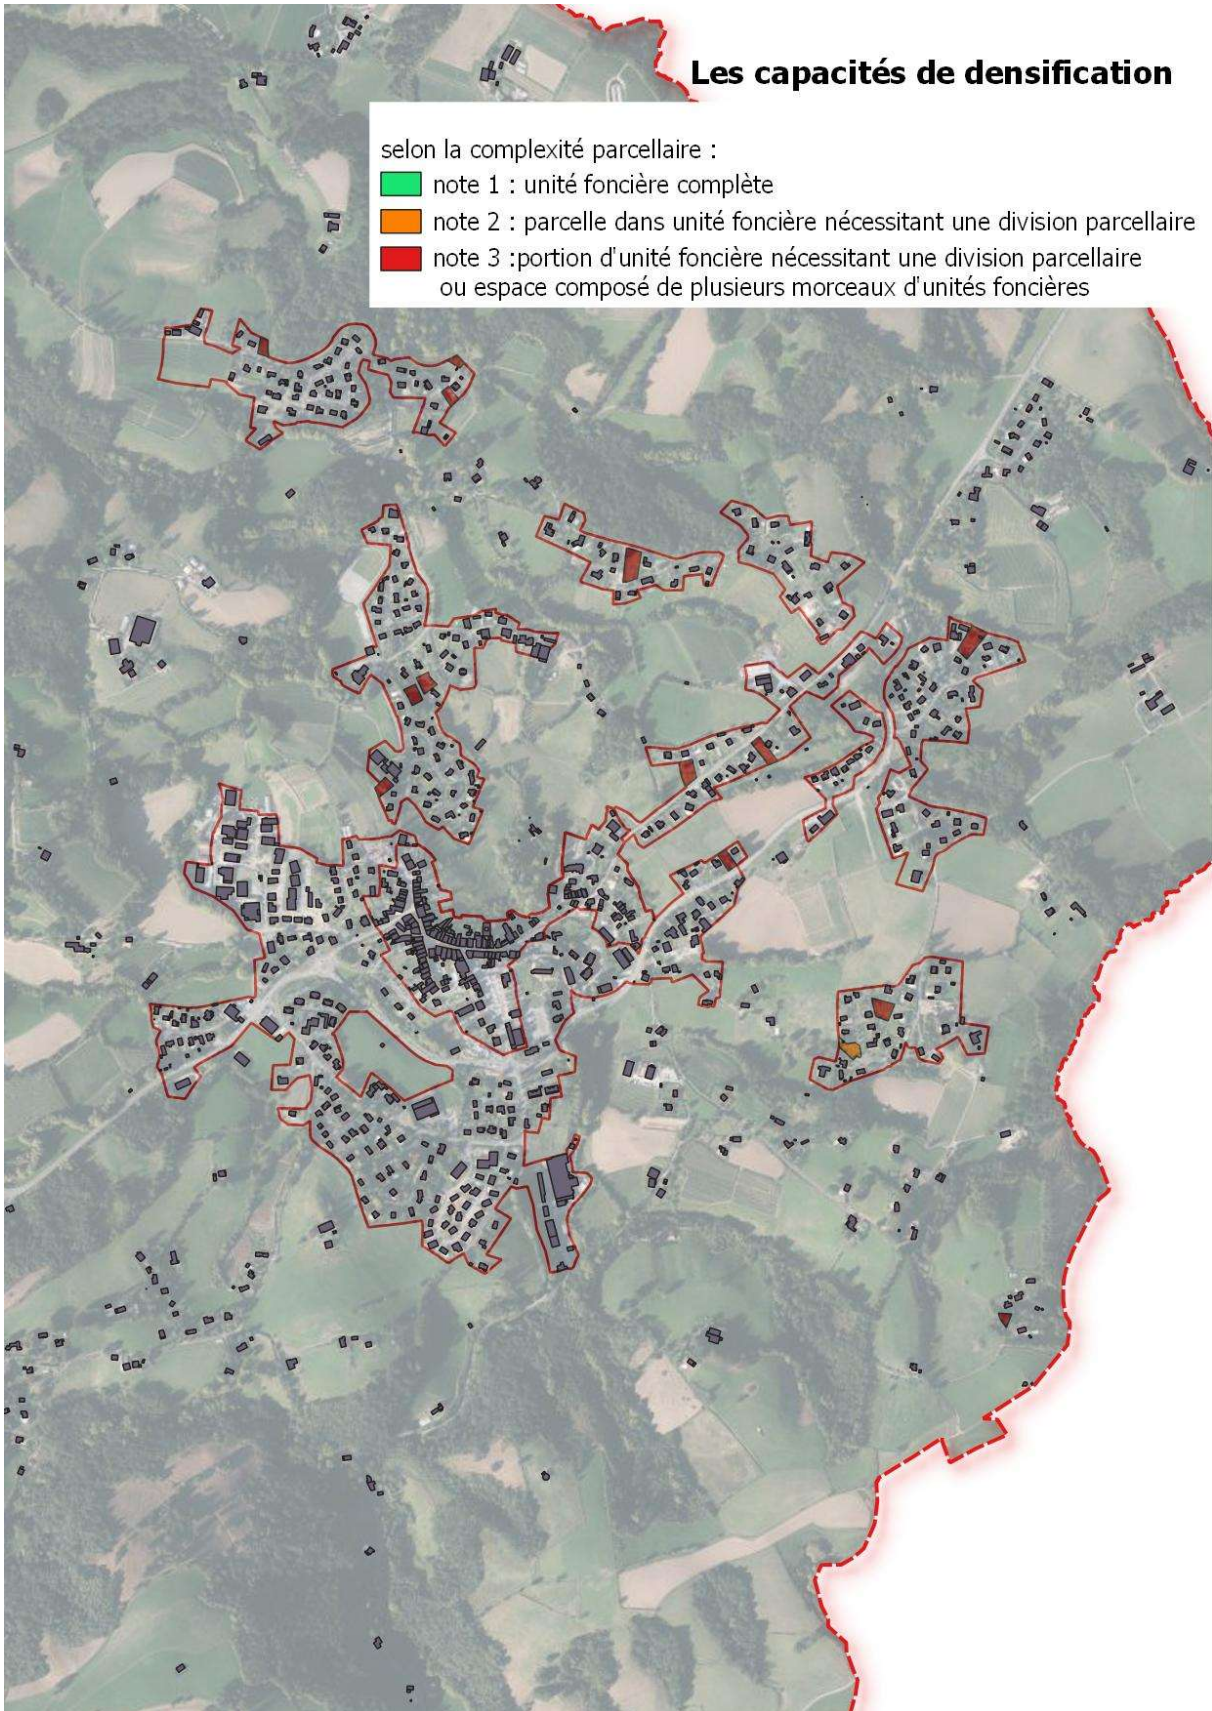 Les capacités de densification
selon la complexité parcellaire :
note 1 : unité foncière complète
note 2 : parcelle dans unité foncière nécessitant une division parcellaire
note 3 :portion d'unité foncière nécessitant une division parcellaire
ou espace composé de plusieurs morceaux d'unités foncières